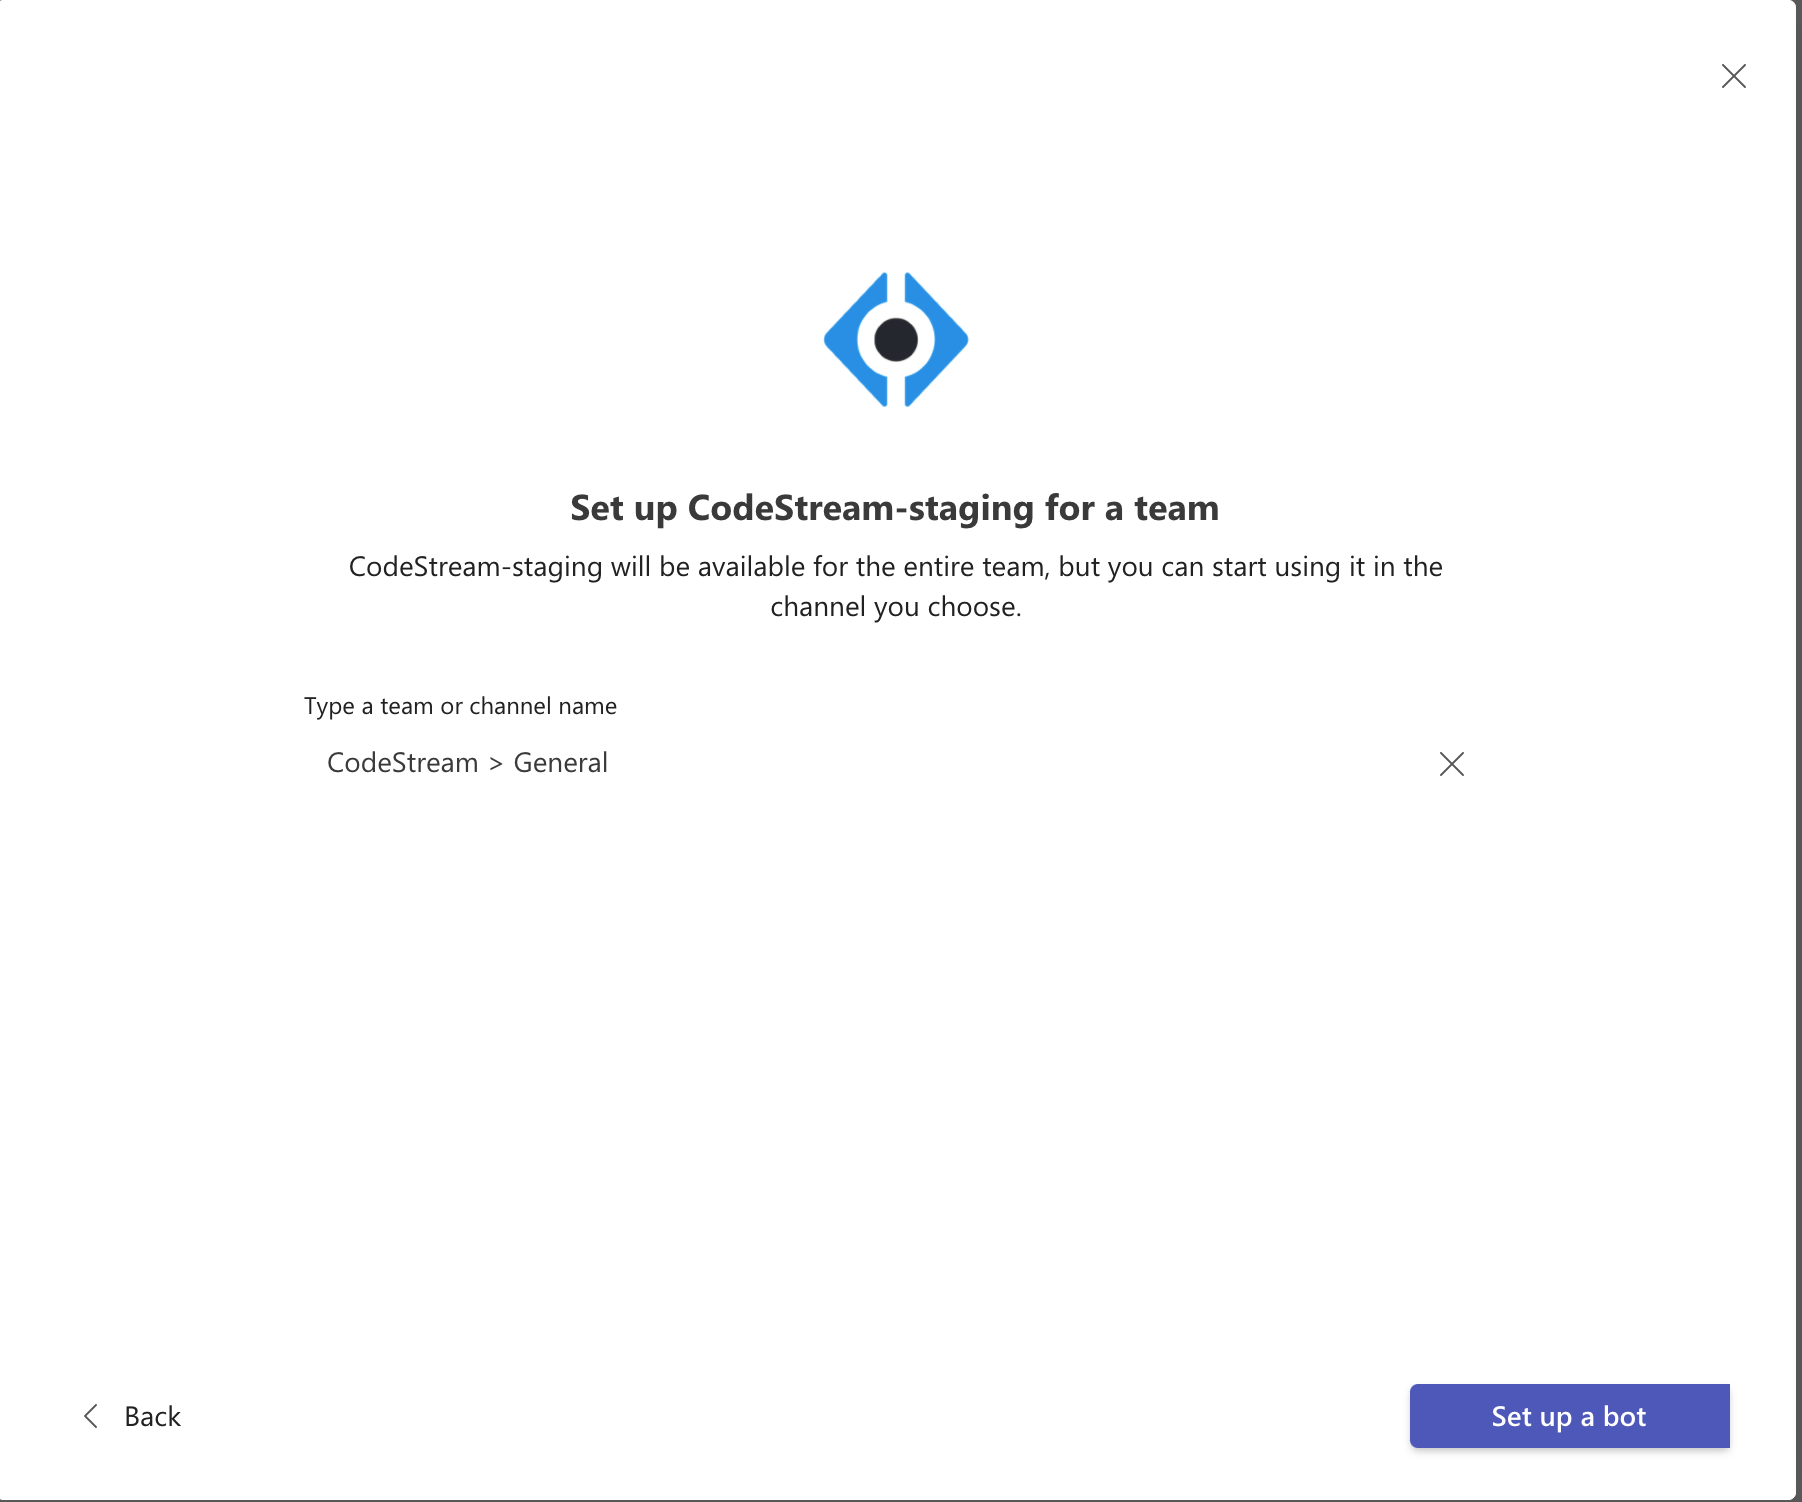 Set up CodeStream-staging for a team
CodeStream-staging will be available for the entire team, but you can start using it in the
channel you choose.
Type a team or channel name
CodeStream > General
Back
Set up a bot